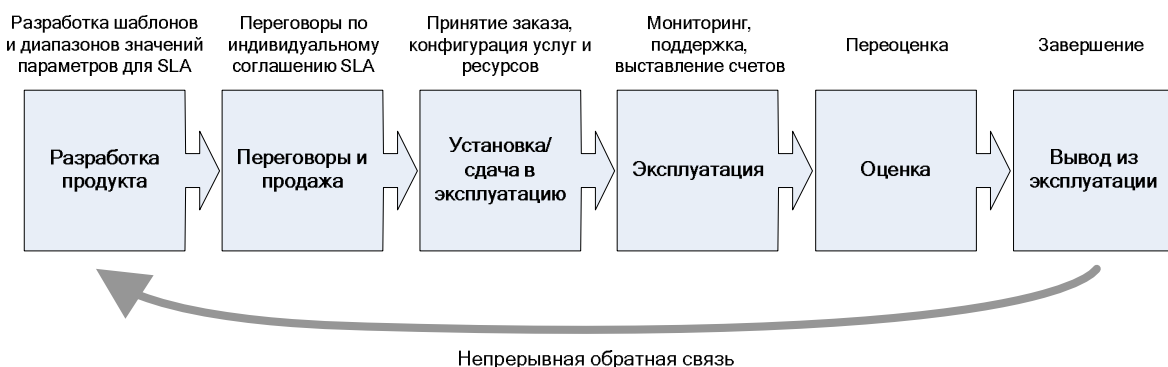 Разработка шаблонов
и диапазонов значений
параметров для SLA
Переговоры по
индивидуальному
соглашению SLA
Принятие заказа,
конфигурация услуг и
ресурсов
Мониторинг,
поддержка,
выставление счетов
Переоценка
Завершение
Разработка
продукта
Переговоры и
продажа
Установка/
сдача в
эксплуатацию
Эксплуатация
Оценка
Вывод из
эксплуатации
Непрерывная обратная связь